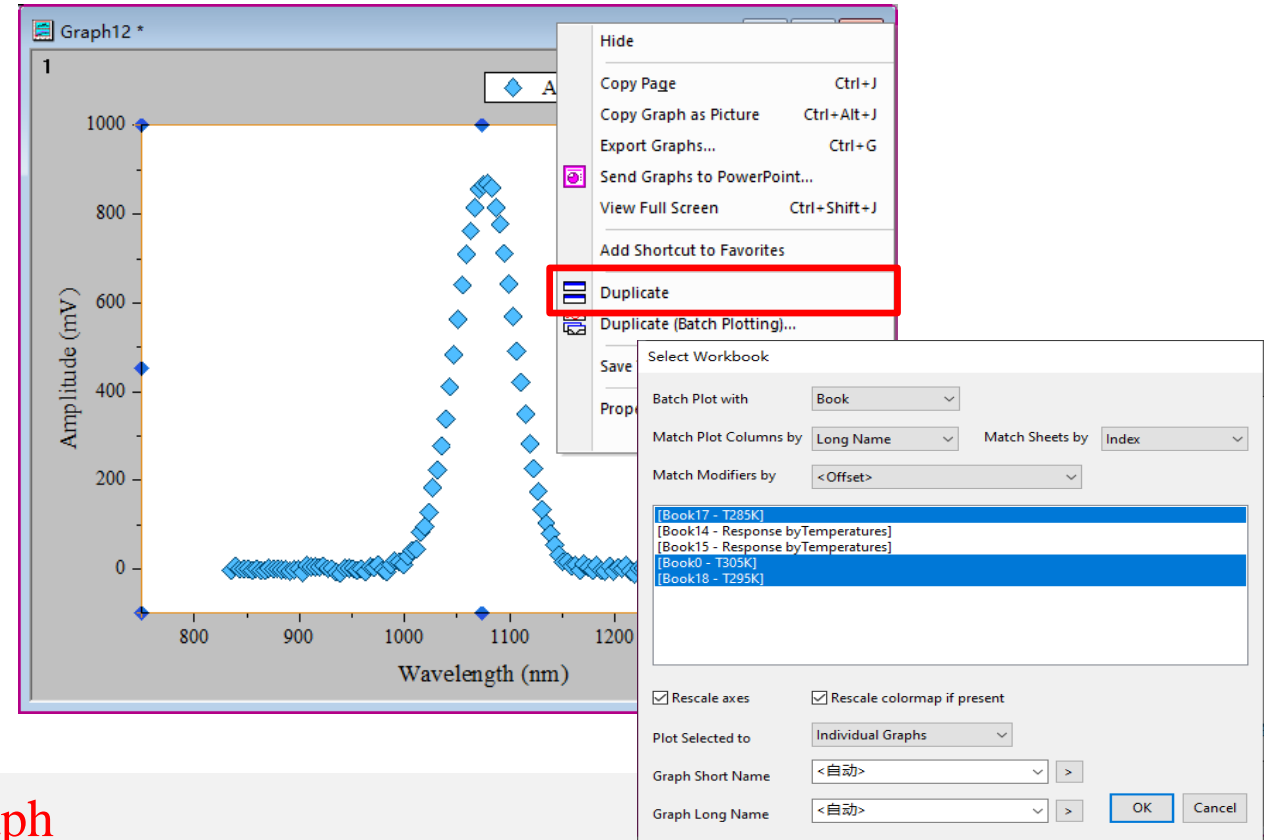 Graph12 *
1
A
1000
800
600
400
200
0
Amplitude (mV)
800 900 1000 1100 1200
Wavelength (nm)
Hide
Copy Page Ctrl+J
Copy Graph as Picture Ctrl+Alt+J
Export Graphs... Ctrl+G
Send Graphs to PowerPoint...
View Full Screen Ctrl+Shift+J
Add Shortcut to Favorites
Duplicate
Duplicate (Batch Plotting)...
Save
Prope
Select Workbook
Batch Plot with Book
Match Plot Columns by Long Name Match Sheets by Index
Match Modifiers by <Offset>
[Book17 - T285K]
[Book14 - Response byTemperatures]
[Book15 - Response byTemperatures]
[Book0 - T305K]
[Book18 - T295K]
Rescale axes Rescale colormap if present
Plot Selected to Individual Graphs
Graph Short Name <自动> >
Graph Long Name <自动> > OK Cancel
ph